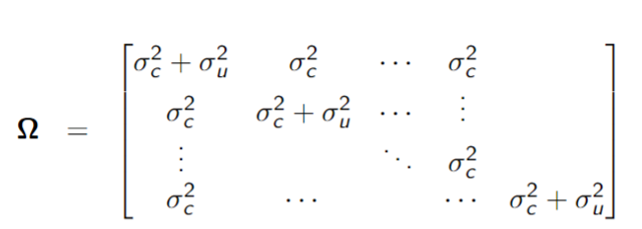 σ_c^2 + σ_u^2 σ_c^2 ⋯ σ_c^2
σ_c^2 σ_c^2 + σ_u^2 ⋯ ⋮
Ω =
⋮ ⋱ σ_c^2
σ_c^2 ⋯ ⋯ σ_c^2 + σ_u^2